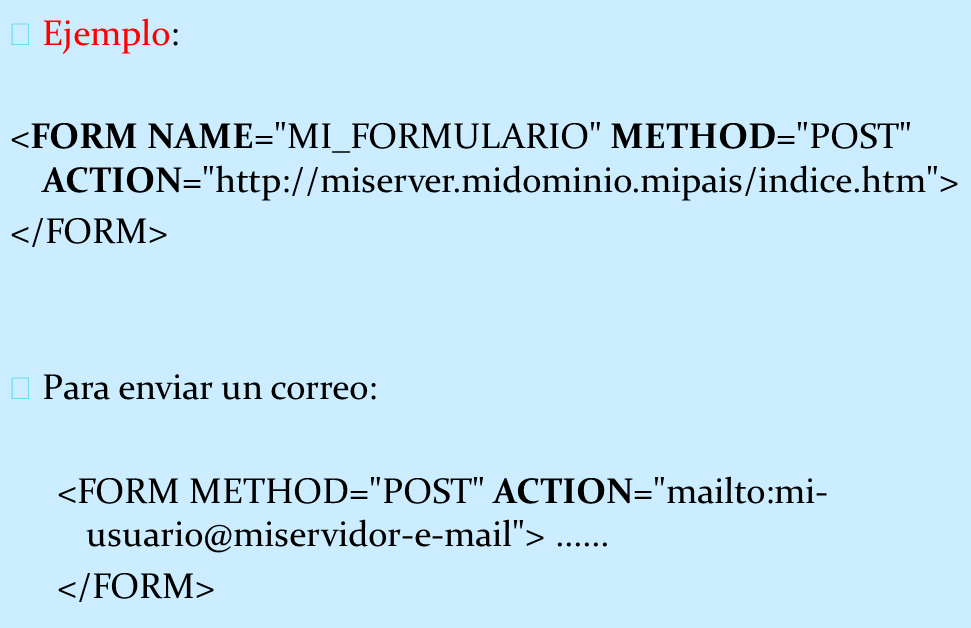 Ejemplo:
<FORM NAME="MI_FORMULARIO" METHOD="POST"
ACTION="http://miserver.midominio.mipais/indice.htm">
</FORM>
Para enviar un correo:
<FORM METHOD="POST" ACTION="mailto:mi-
usuario@miservidor-e-mail"> ......
</FORM>